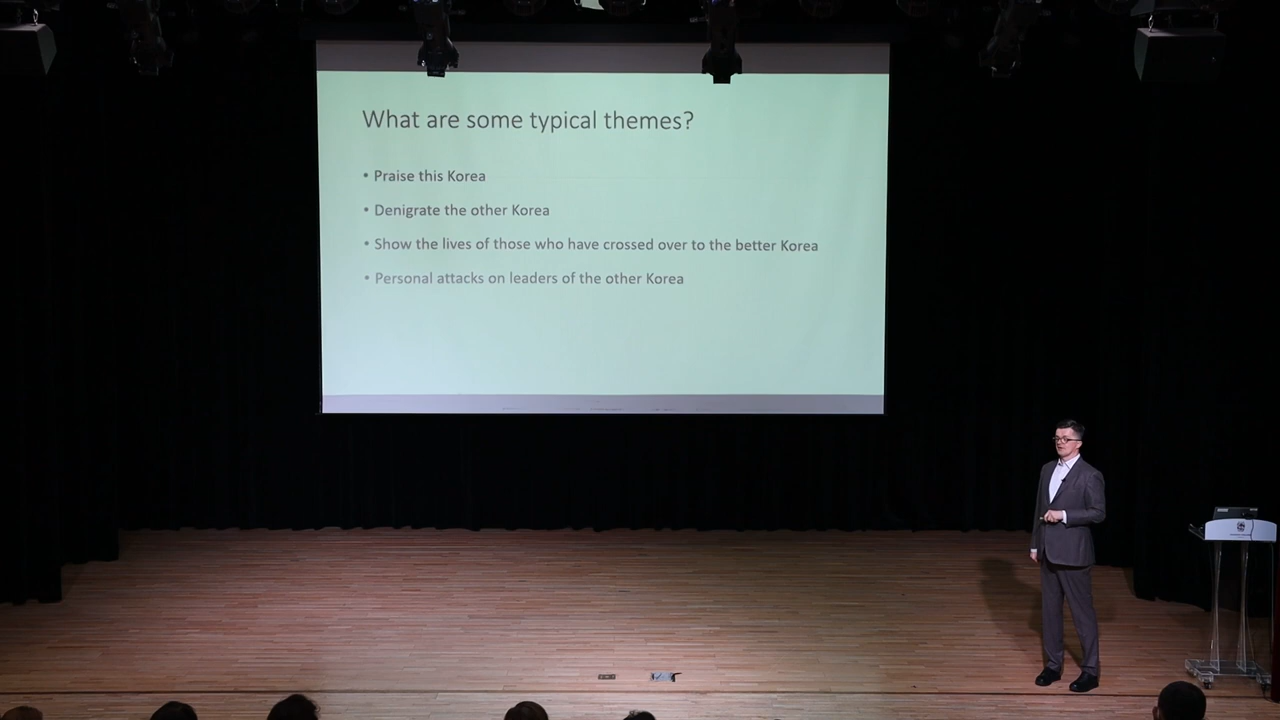 What are some typical themes?
• Praise this Korea
• Denigrate the other Korea
• Show the lives of those who have crossed over to the better Korea
• Personal attacks on leaders of the other Korea